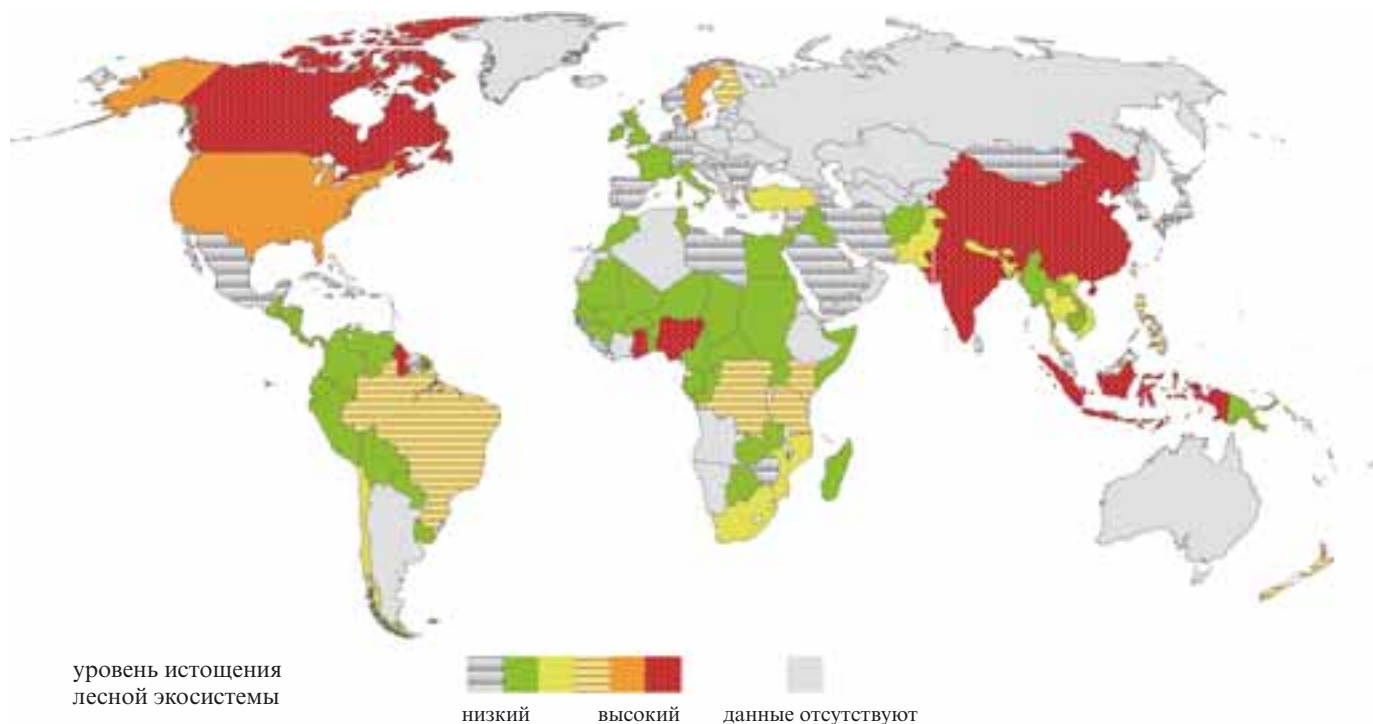 уровень истощения
лесной экосистемы
низкий высокий данные отсутствуют